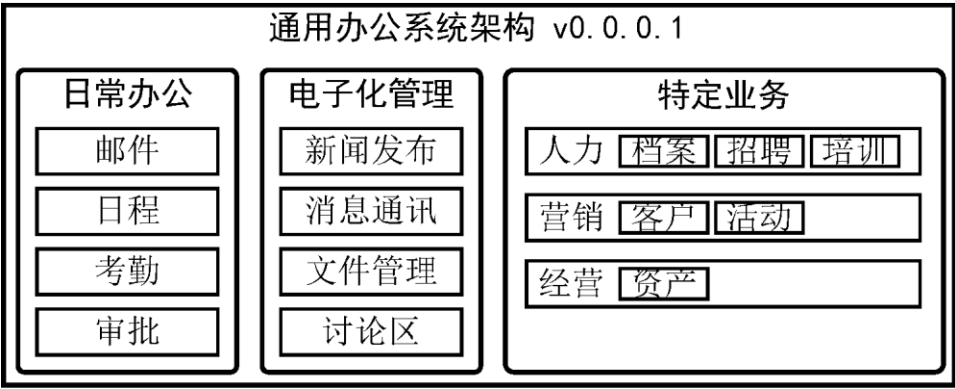 通用办公系统架构 v0.0.0.1
日常办公
邮件
日程
考勤
审批
电子化管理
新闻发布
消息通讯
文件管理
讨论区
特定业务
人力 档案 招聘 培训
营销 客户 活动
经营 资产